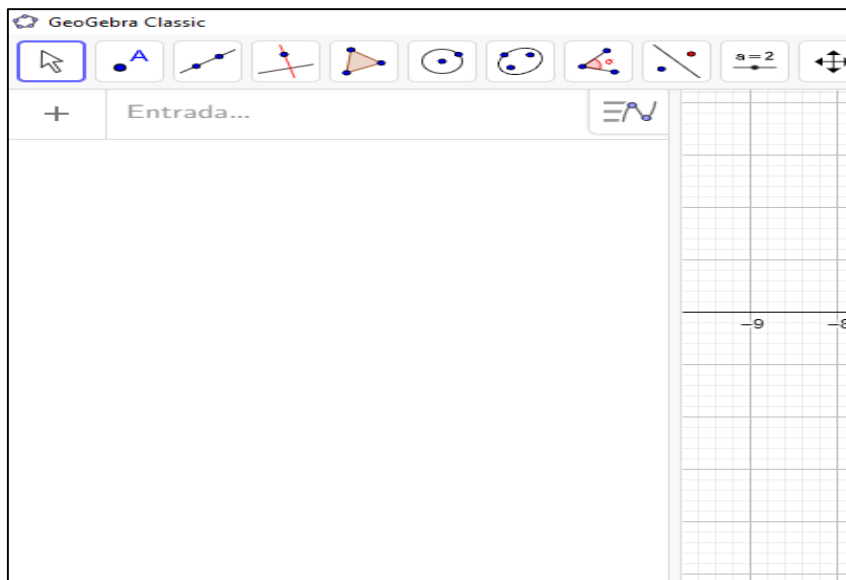 GeoGebra Classic
A
α
a=2
+ Entrada...
-9
-8